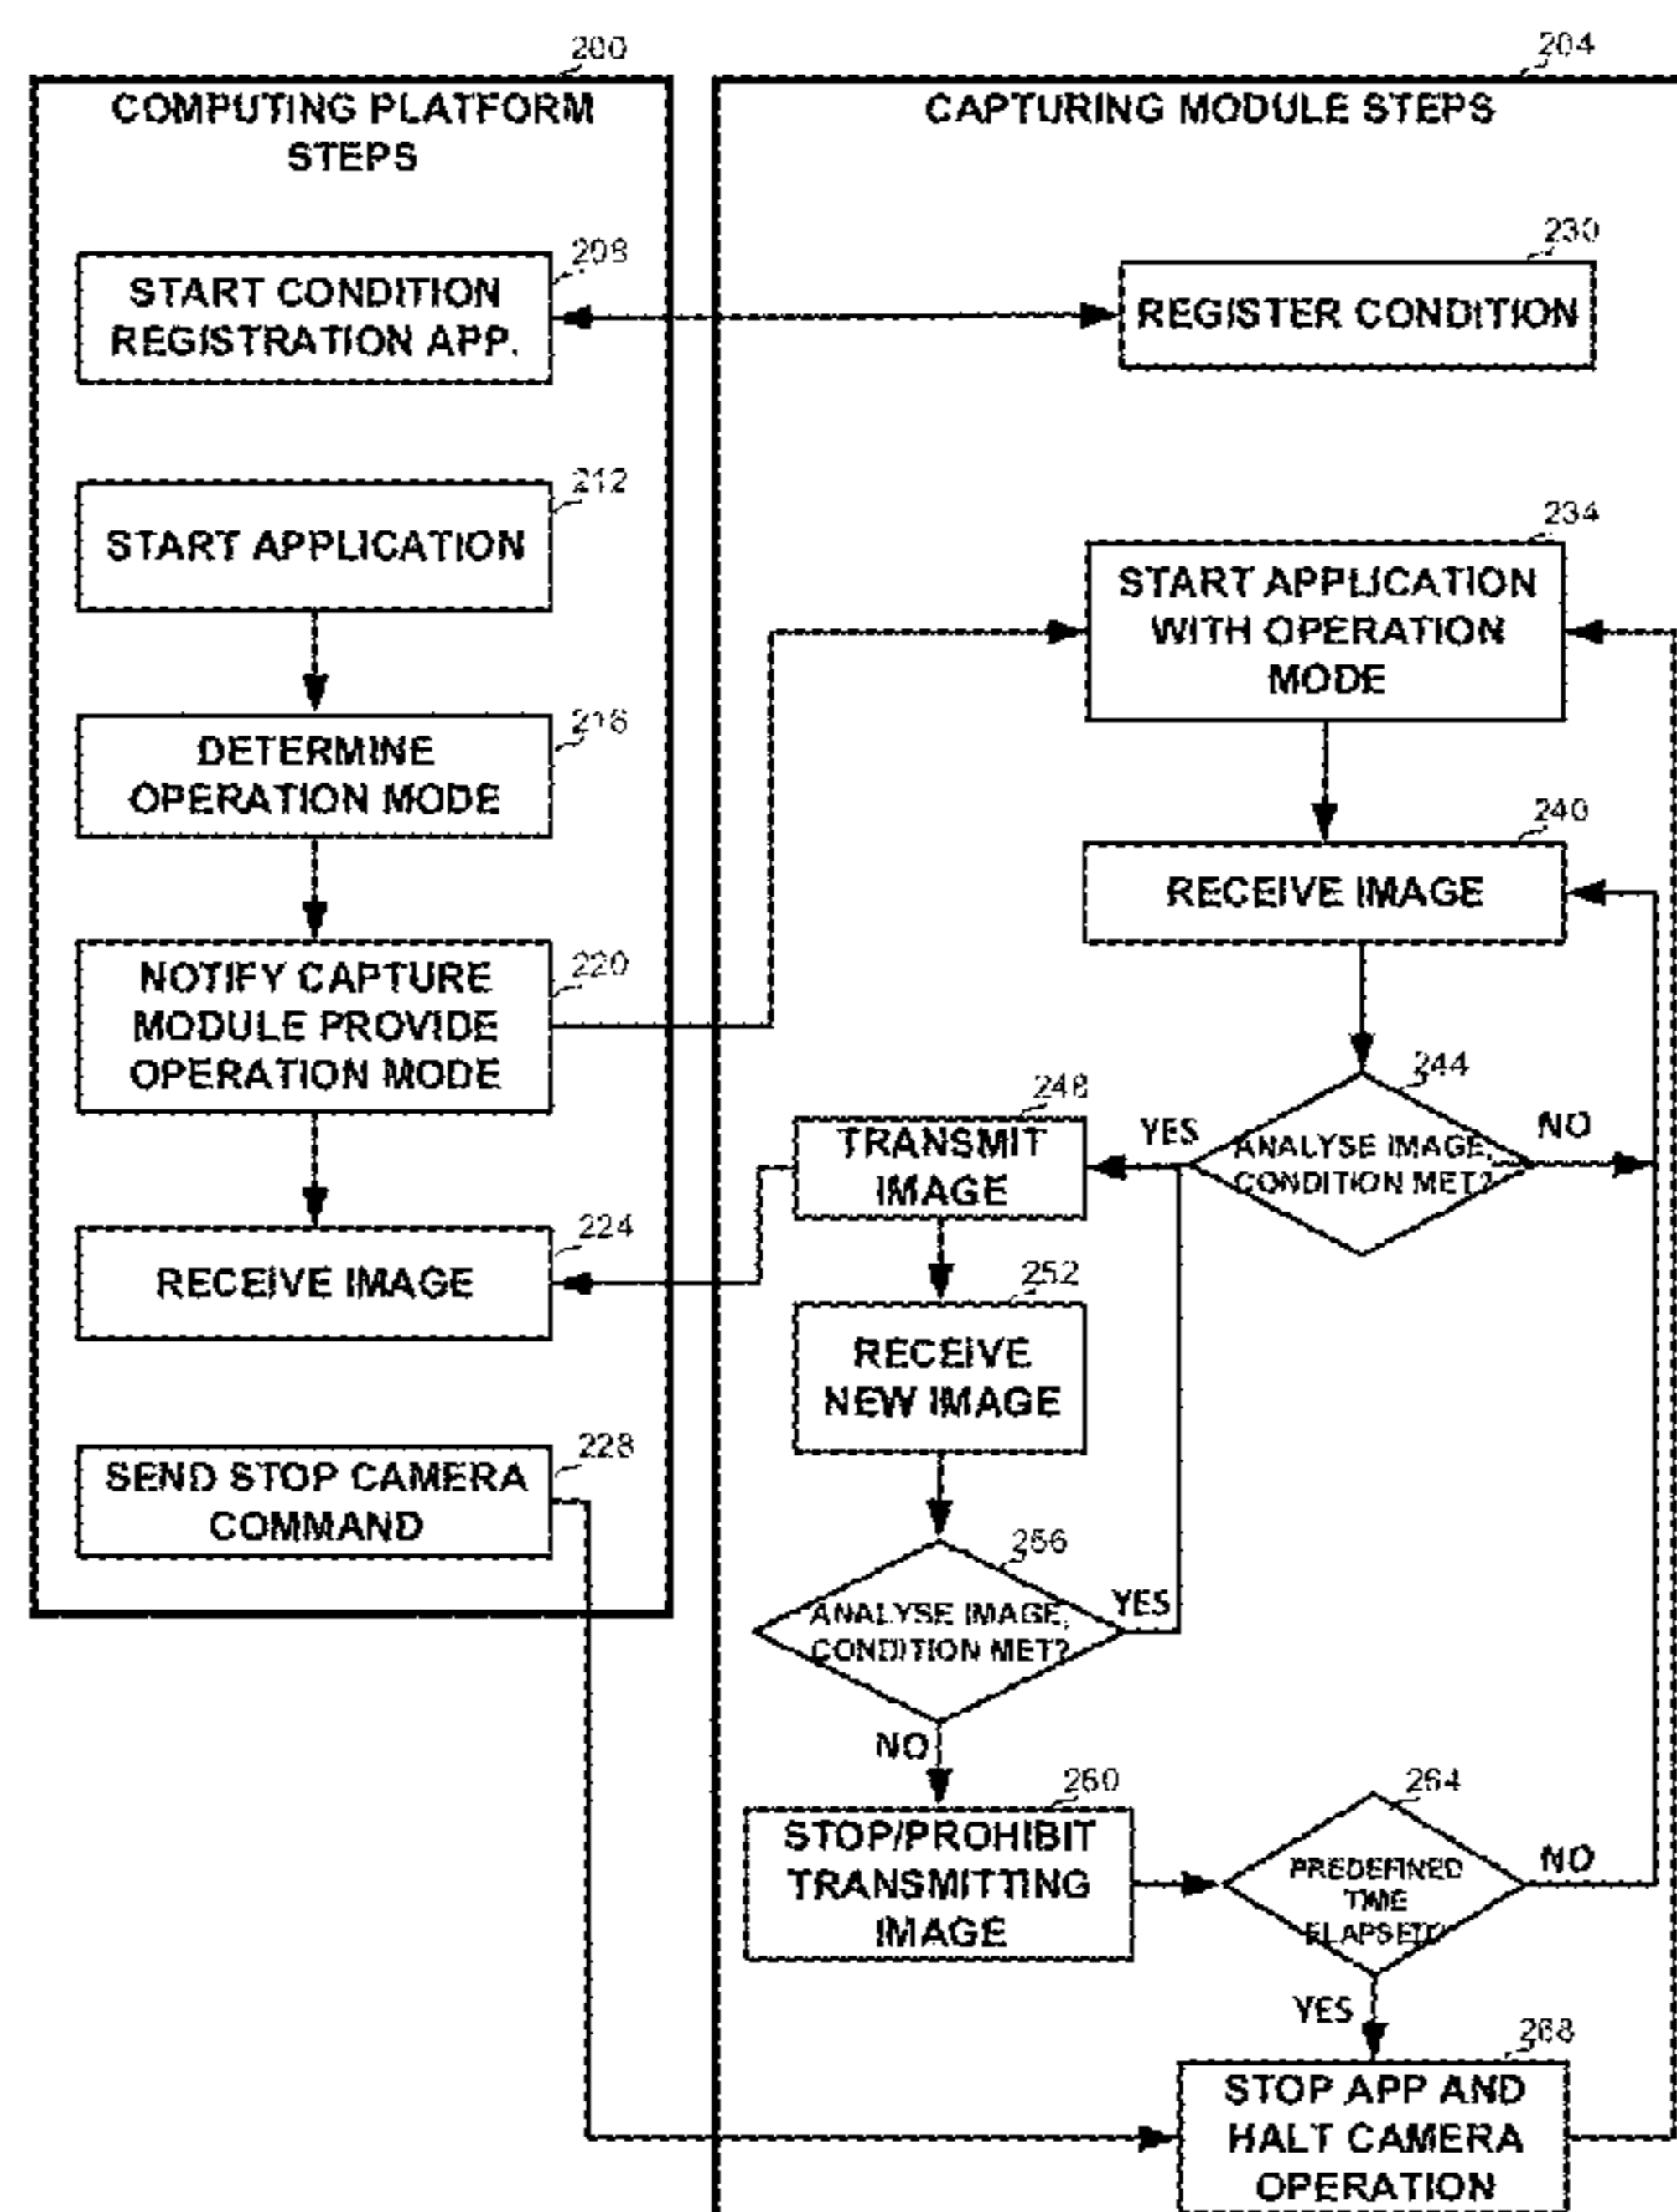 200
COMPUTING PLATFORM
STEPS
208
START CONDITION
REGISTRATION APP.
212
START APPLICATION
216
DETERMINE
OPERATION MODE
220
NOTIFY CAPTURE
MODULE PROVIDE
OPERATION MODE
224
RECEIVE IMAGE
228
SEND STOP CAMERA
COMMAND
204
CAPTURING MODULE STEPS
230
REGISTER CONDITION
234
START APPLICATION
WITH OPERATION
MODE
240
RECEIVE IMAGE
244
ANALYSE IMAGE,
CONDITION MET?
YES
NO
248
TRANSMIT
IMAGE
252
RECEIVE
NEW IMAGE
256
ANALYSE IMAGE,
CONDITION MET?
YES
NO
260
STOP/PROHIBIT
TRANSMITTING
IMAGE
264
PREDEFINED
TIME
ELAPSED
NO
YES
268
STOP APP AND
HALT CAMERA
OPERATION